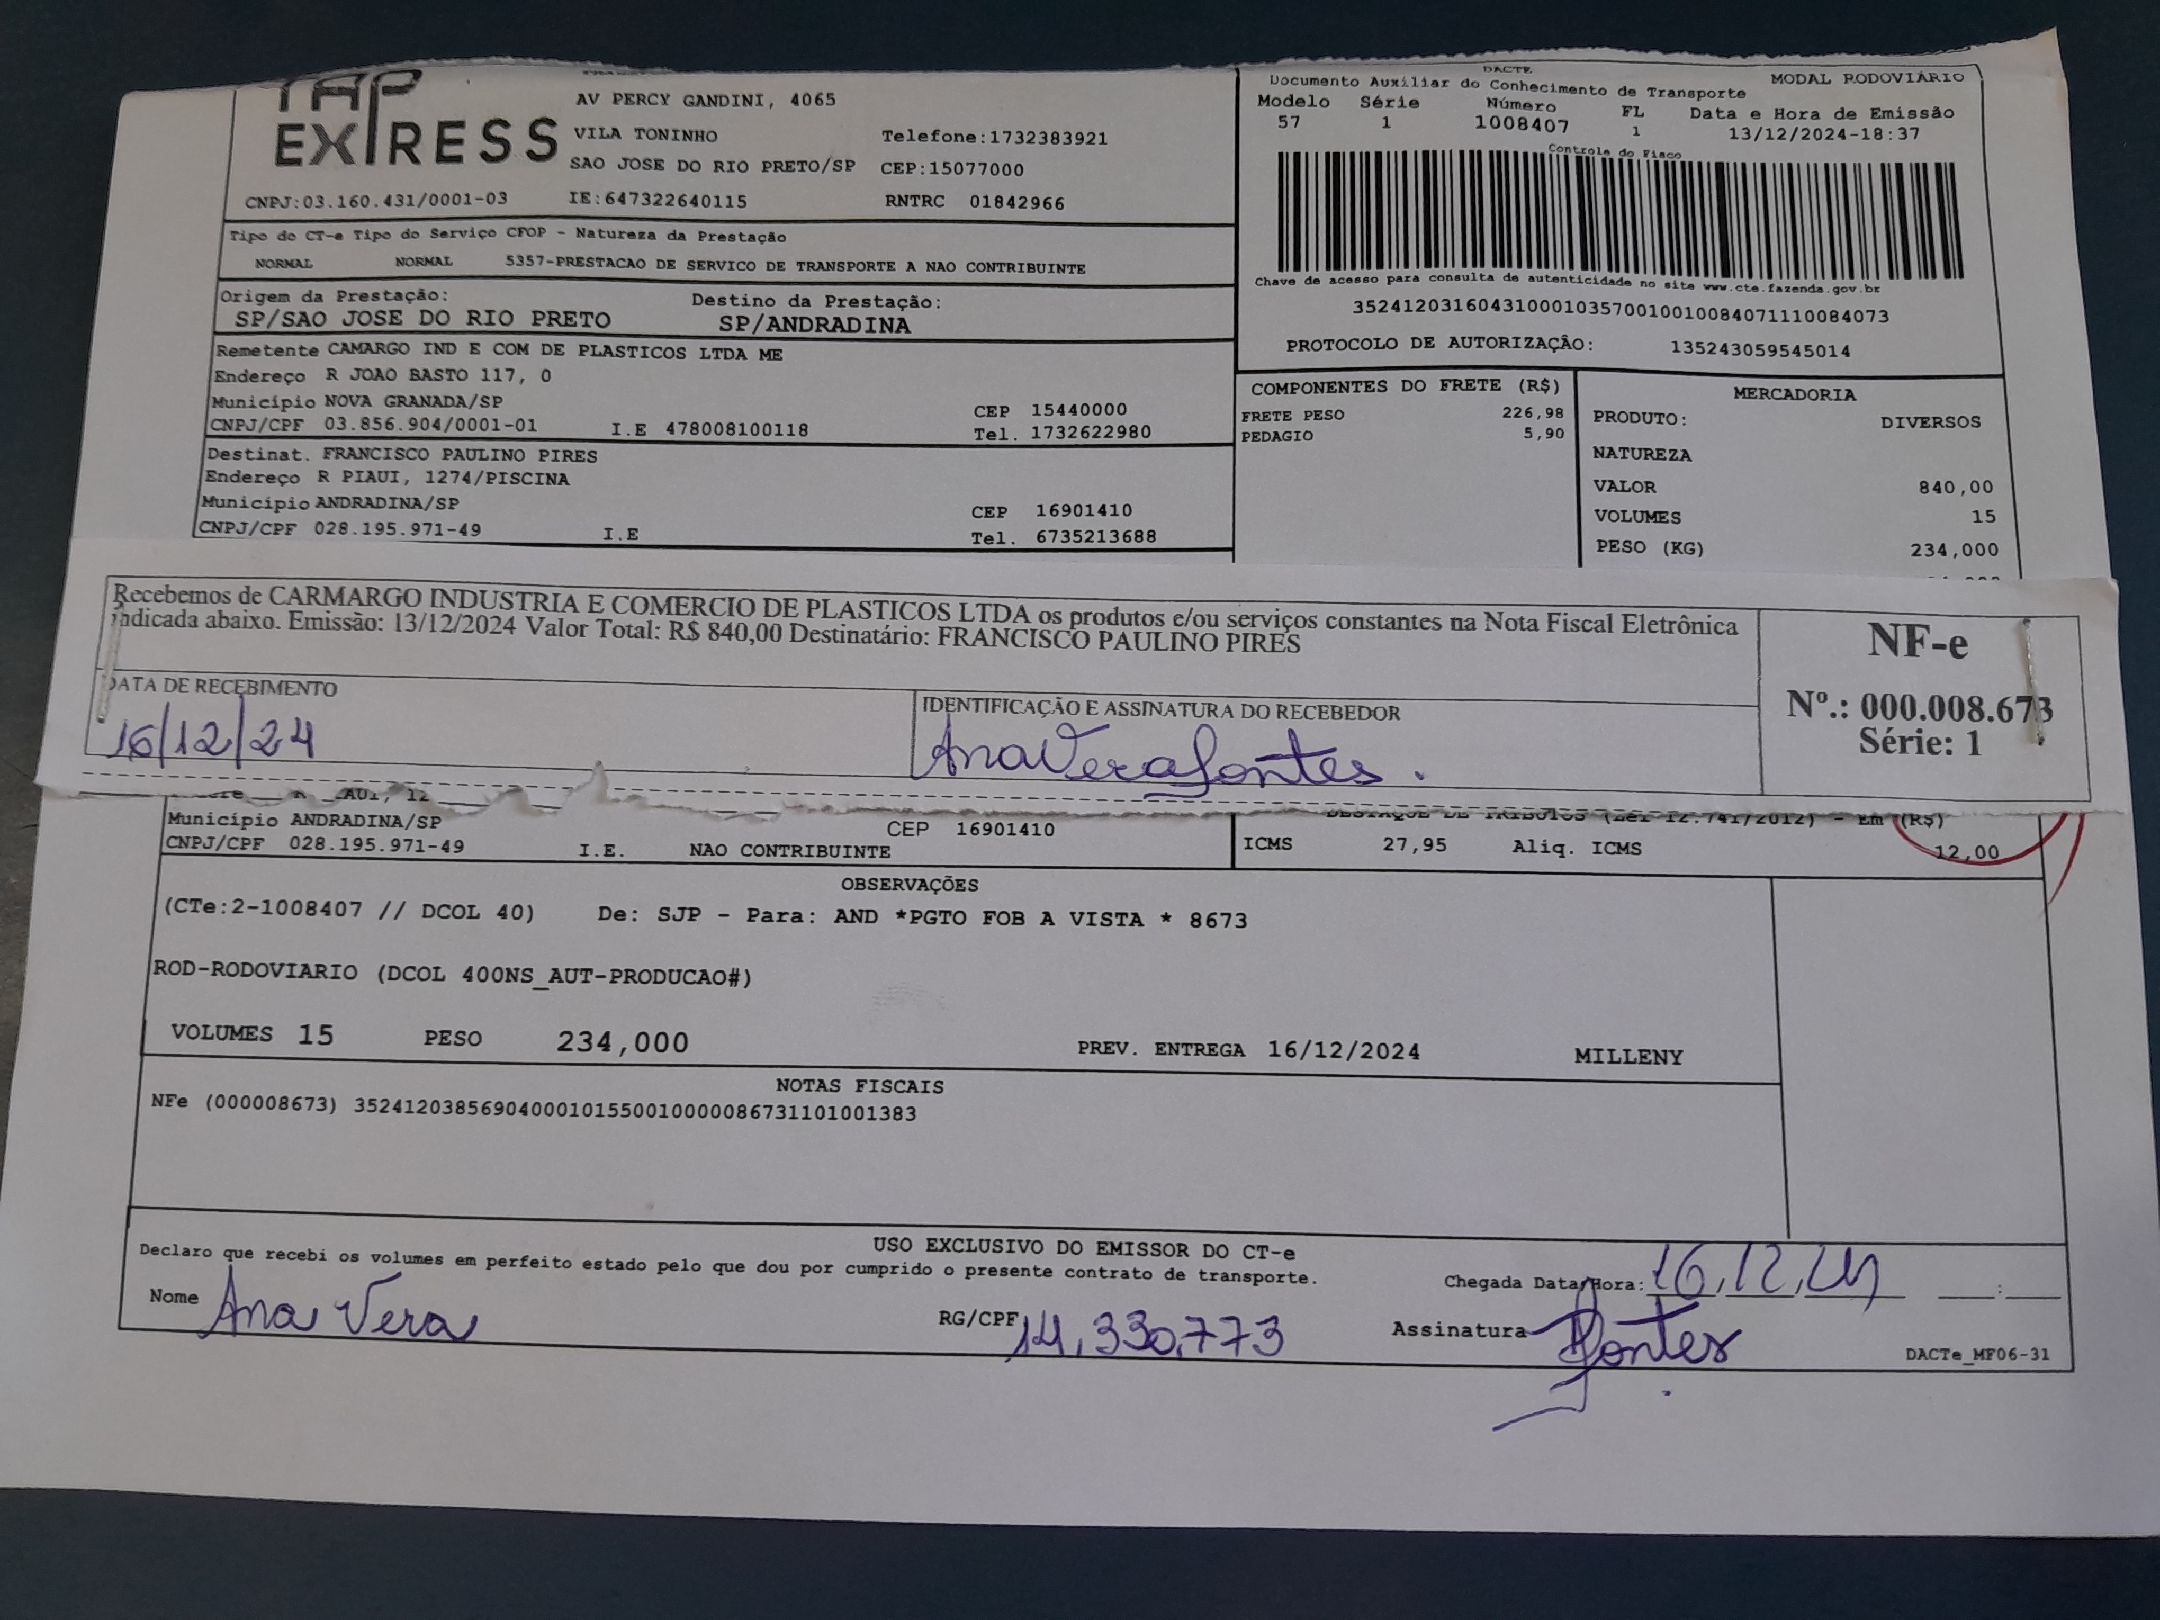 EXPRESS
AV PERCY GANDINI, 4065
VILA TONINHO Telefone:1732383921
SAO JOSE DO RIO PRETO/SP CEP:15077000
CNPJ:03.160.431/0001-03 IE:647322640115 RNTRC 01842966
DACTE
Documento Auxiliar do Conhecimento de Transporte MODAL RODOVIÁRIO
Modelo Série Número FL Data e Hora de Emissão
57 1 1008407 1 13/12/2024-18:37
Controle do Fisco
Chave de acesso para consulta de autenticidade no site www.cte.fazenda.gov.br
35241203160431000103570010010084071110084073
PROTOCOLO DE AUTORIZAÇÃO: 135243059545014
Tipo do CT-e Tipo do Serviço CFOP - Natureza da Prestação
NORMAL NORMAL 5357-PRESTACAO DE SERVICO DE TRANSPORTE A NAO CONTRIBUINTE
Origem da Prestação: Destino da Prestação:
SP/SAO JOSE DO RIO PRETO SP/ANDRADINA
Remetente CAMARGO IND E COM DE PLASTICOS LTDA ME
Endereço R JOAO BASTO 117, 0
Município NOVA GRANADA/SP CEP 15440000
CNPJ/CPF 03.856.904/0001-01 I.E 478008100118 Tel. 1732622980
Destinat. FRANCISCO PAULINO PIRES
Endereço R PIAUI, 1274/PISCINA
Município ANDRADINA/SP CEP 16901410
CNPJ/CPF 028.195.971-49 I.E Tel. 6735213688
COMPONENTES DO FRETE (R$)
FRETE PESO 226,98
PEDAGIO 5,90
MERCADORIA
PRODUTO: DIVERSOS
NATUREZA
VALOR 840,00
VOLUMES 15
PESO (KG) 234,000
Recebemos de CARMARGO INDUSTRIA E COMERCIO DE PLASTICOS LTDA os produtos e/ou serviços constantes na Nota Fiscal Eletrônica
indicada abaixo. Emissão: 13/12/2024 Valor Total: R$ 840,00 Destinatário: FRANCISCO PAULINO PIRES
DATA DE RECEBIMENTO
16/12/24
IDENTIFICAÇÃO E ASSINATURA DO RECEBEDOR
Ana Vera Fontes.
NF-e
Nº.: 000.008.673
Série: 1
Município ANDRADINA/SP CEP 16901410
CNPJ/CPF 028.195.971-49 I.E. NAO CONTRIBUINTE
DESTAQUE DE TRIBUTOS (Lei 12.741/2012) - Em (R$)
ICMS 27,95 Aliq. ICMS 12,00
OBSERVAÇÕES
(CTe:2-1008407 // DCOL 40) De: SJP - Para: AND *PGTO FOB A VISTA * 8673
ROD-RODOVIARIO (DCOL 400NS_AUT-PRODUCAO#)
VOLUMES 15 PESO 234,000 PREV. ENTREGA 16/12/2024 MILLENY
NOTAS FISCAIS
NFe (000008673) 35241203856904000101550010000086731101001383
USO EXCLUSIVO DO EMISSOR DO CT-e
Declaro que recebi os volumes em perfeito estado pelo que dou por cumprido o presente contrato de transporte.
Chegada Data/Hora: 16,12,24 :
Nome Ana Vera RG/CPF 14,330,773 Assinatura Fontes
DACTe_MF06-31